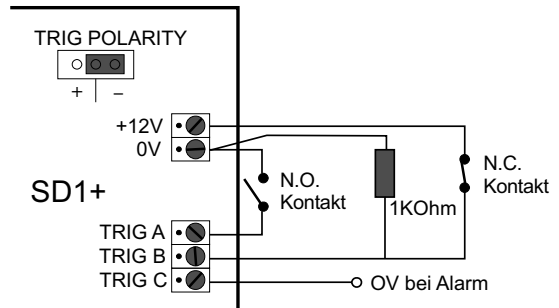 TRIG POLARITY
+ –
+12V
0V
SD1+
N.O.
Kontakt
1KOhm
N.C.
Kontakt
TRIG A
TRIG B
TRIG C
OV bei Alarm